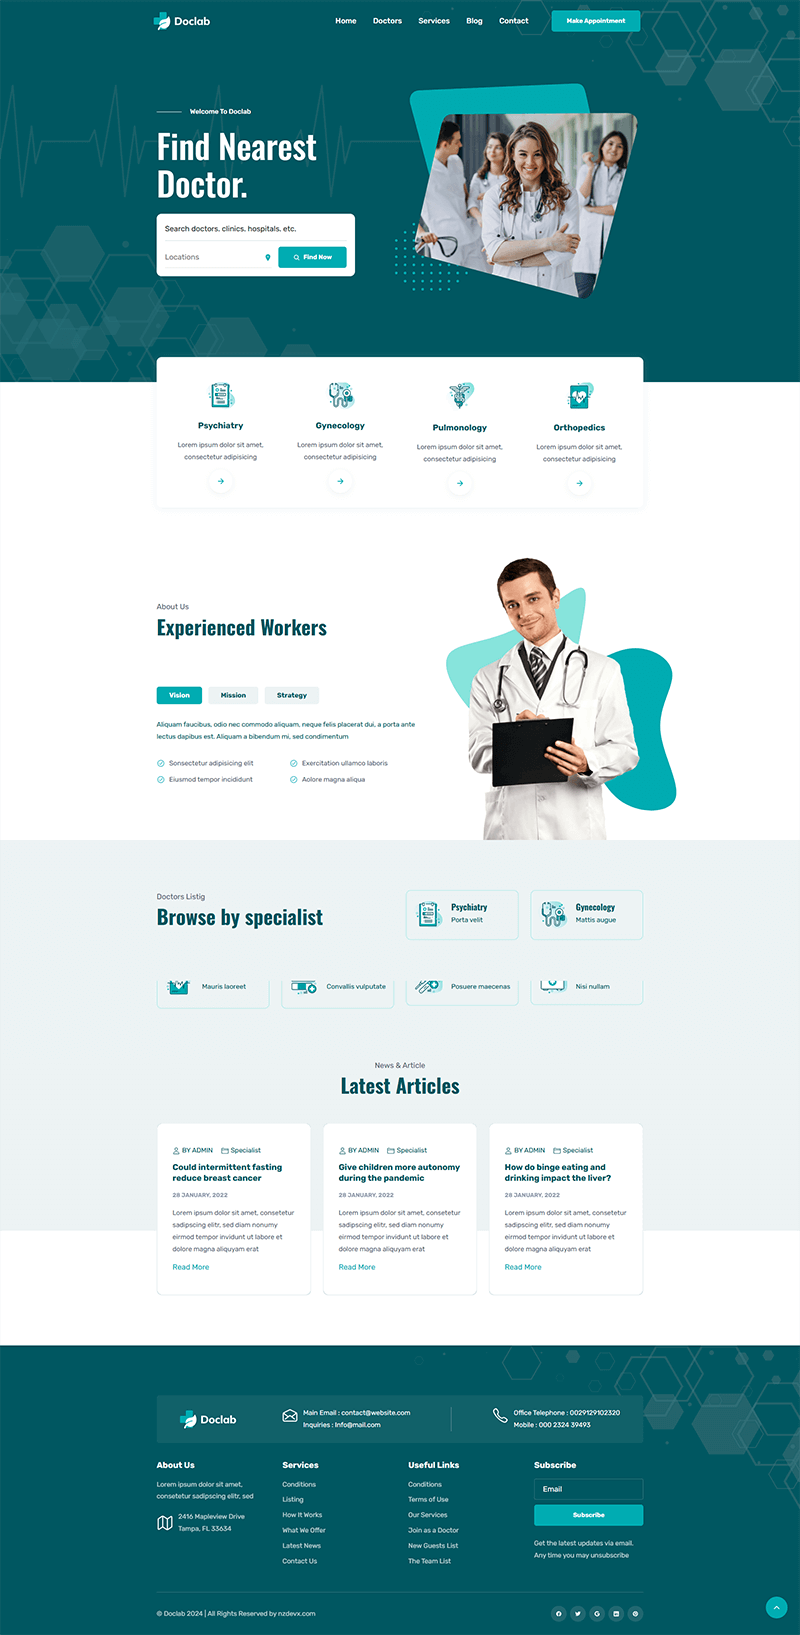 Doclab
Home Doctors Services Blog Contact Make Appointment
Welcome To Doclab
Find Nearest
Doctor.
Search doctors, clinics, hospitals, etc.
Locations Find Now
Psychiatry
Lorem ipsum dolor sit amet,
consectetur adipisicing
Gynecology
Lorem ipsum dolor sit amet,
consectetur adipisicing
Pulmonology
Lorem ipsum dolor sit amet,
consectetur adipisicing
Orthopedics
Lorem ipsum dolor sit amet,
consectetur adipisicing
About Us
Experienced Workers
Vision Mission Strategy
Aliquam faucibus, odio nec commodo aliquam, neque felis placerat dui, a porta ante
lectus dapibus est. Aliquam a bibendum mi, sed condimentum
Sonsectetur adipisicing elit Exercitation ullamco laboris
Eiusmod tempor incididunt Aolore magna aliqua
Doctors Listig
Browse by specialist
Psychiatry
Porta velit
Gynecology
Mattis augue
Mauris laoreet Convallis vulputate Posuere maecenas Nisi nullam
News & Article
Latest Articles
BY ADMIN Specialist
Could intermittent fasting
reduce breast cancer
28 JANUARY, 2022
Lorem ipsum dolor sit amet, consetetur
sadipscing elitr, sed diam nonumy
eirmod tempor invidunt ut labore et
dolore magna aliquyam erat
Read More
BY ADMIN Specialist
Give children more autonomy
during the pandemic
28 JANUARY, 2022
Lorem ipsum dolor sit amet, consetetur
sadipscing elitr, sed diam nonumy
eirmod tempor invidunt ut labore et
dolore magna aliquyam erat
Read More
BY ADMIN Specialist
How do binge eating and
drinking impact the liver?
28 JANUARY, 2022
Lorem ipsum dolor sit amet, consetetur
sadipscing elitr, sed diam nonumy
eirmod tempor invidunt ut labore et
dolore magna aliquyam erat
Read More
Doclab
Main Email : contact@website.com
Inquiries : Info@mail.com
Office Telephone : 0029129102320
Mobile : 000 2324 39493
About Us
Lorem ipsum dolor sit amet,
consetetur sadipscing elitr, sed
2416 Mapleview Drive
Tampa, FL 33634
Services
Conditions
Listing
How It Works
What We Offer
Latest News
Contact Us
Useful Links
Conditions
Terms of Use
Our Services
Join as a Doctor
New Guests List
The Team List
Subscribe
Email
Subscribe
Get the latest updates via email.
Any time you may unsubscribe
© Doclab 2024 | All Rights Reserved by nzdevx.com